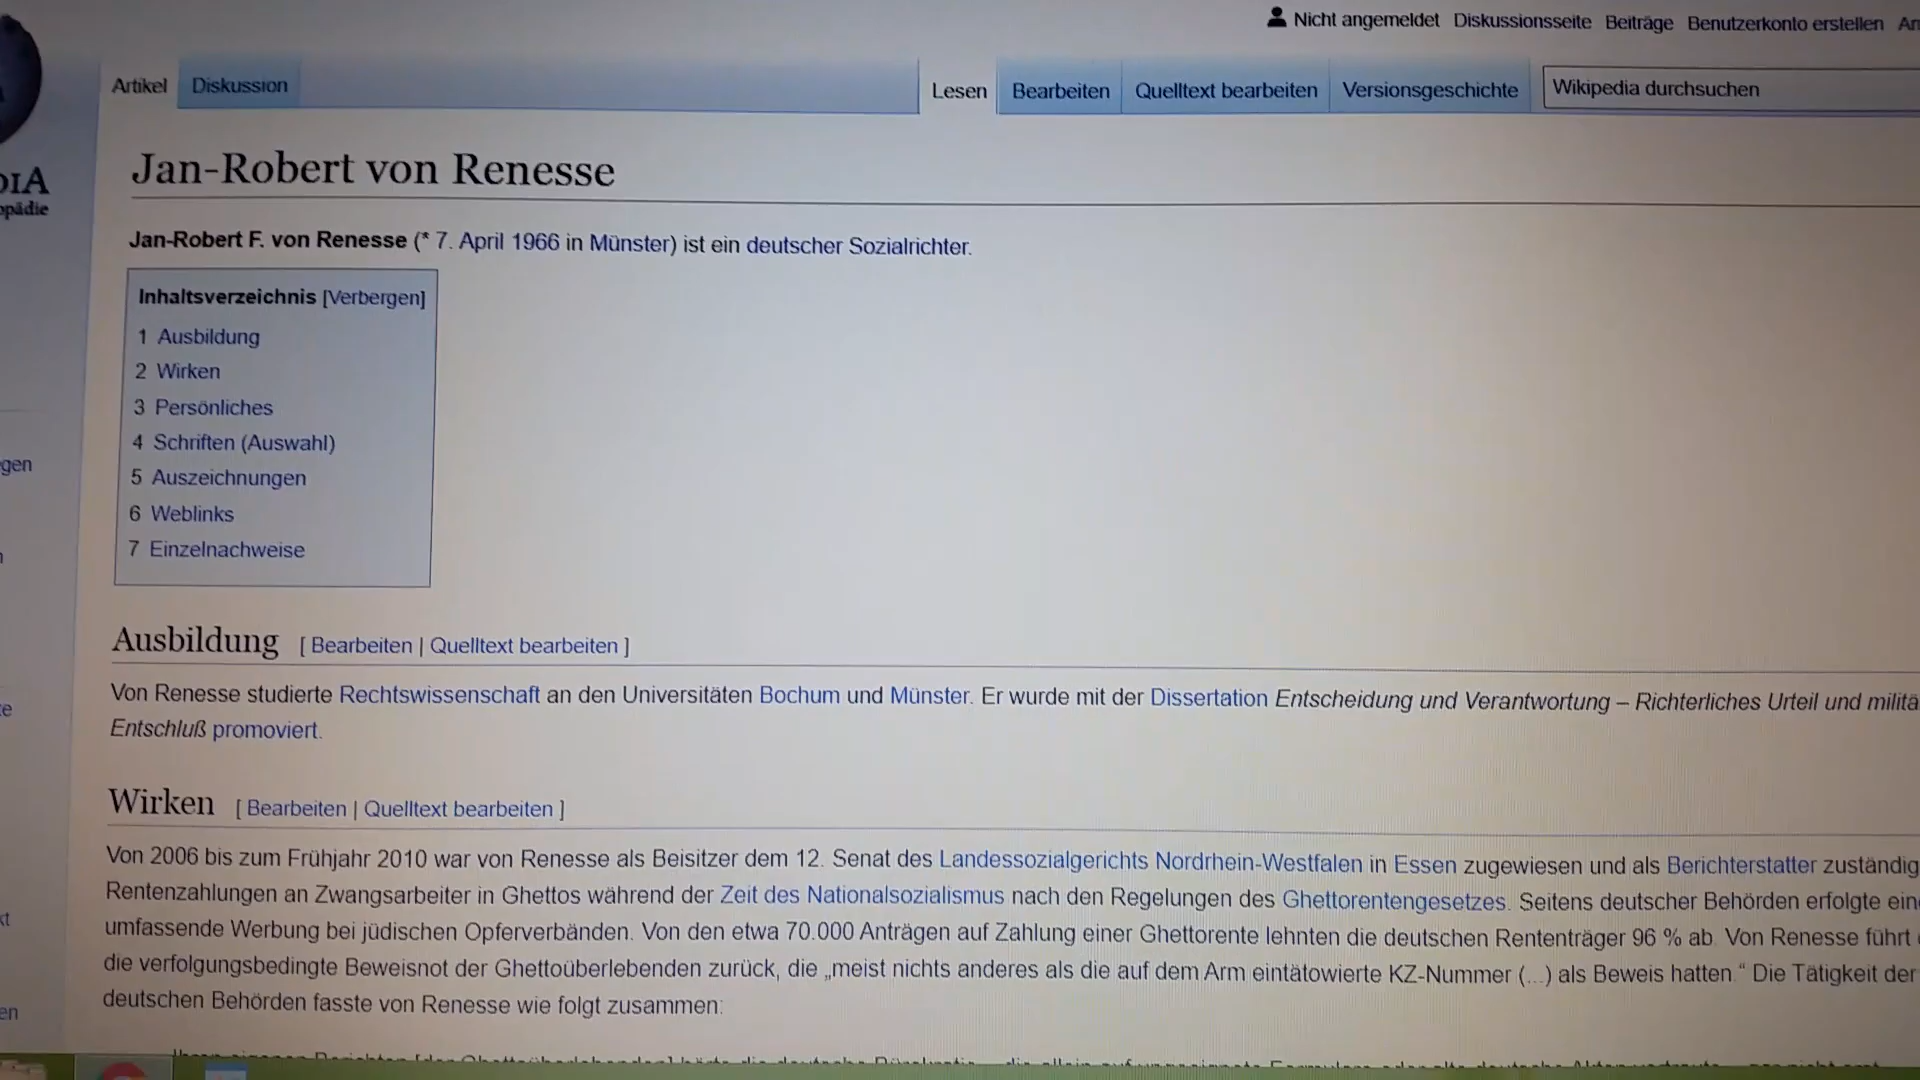 Nicht angemeldet Diskussionsseite Beiträge Benutzerkonto erstellen
Artikel Diskussion Lesen Bearbeiten Quelltext bearbeiten Versionsgeschichte Wikipedia durchsuchen
Jan-Robert von Renesse
Jan-Robert F. von Renesse (* 7. April 1966 in Münster) ist ein deutscher Sozialrichter.
Inhaltsverzeichnis [Verbergen]
1 Ausbildung
2 Wirken
3 Persönliches
4 Schriften (Auswahl)
5 Auszeichnungen
6 Weblinks
7 Einzelnachweise
Ausbildung [ Bearbeiten | Quelltext bearbeiten ]
Von Renesse studierte Rechtswissenschaft an den Universitäten Bochum und Münster. Er wurde mit der Dissertation Entscheidung und Verantwortung – Richterliches Urteil und militä
Entschluß promoviert.
Wirken [ Bearbeiten | Quelltext bearbeiten ]
Von 2006 bis zum Frühjahr 2010 war von Renesse als Beisitzer dem 12. Senat des Landessozialgerichts Nordrhein-Westfalen in Essen zugewiesen und als Berichterstatter zuständig
Rentenzahlungen an Zwangsarbeiter in Ghettos während der Zeit des Nationalsozialismus nach den Regelungen des Ghettorentengesetzes. Seitens deutscher Behörden erfolgte ein
umfassende Werbung bei jüdischen Opferverbänden. Von den etwa 70.000 Anträgen auf Zahlung einer Ghettorente lehnten die deutschen Rententräger 96 % ab. Von Renesse führt
die verfolgungsbedingte Beweisnot der Ghettoüberlebenden zurück, die „meist nichts anderes als die auf dem Arm eintätowierte KZ-Nummer (...) als Beweis hatten.“ Die Tätigkeit der
deutschen Behörden fasste von Renesse wie folgt zusammen: